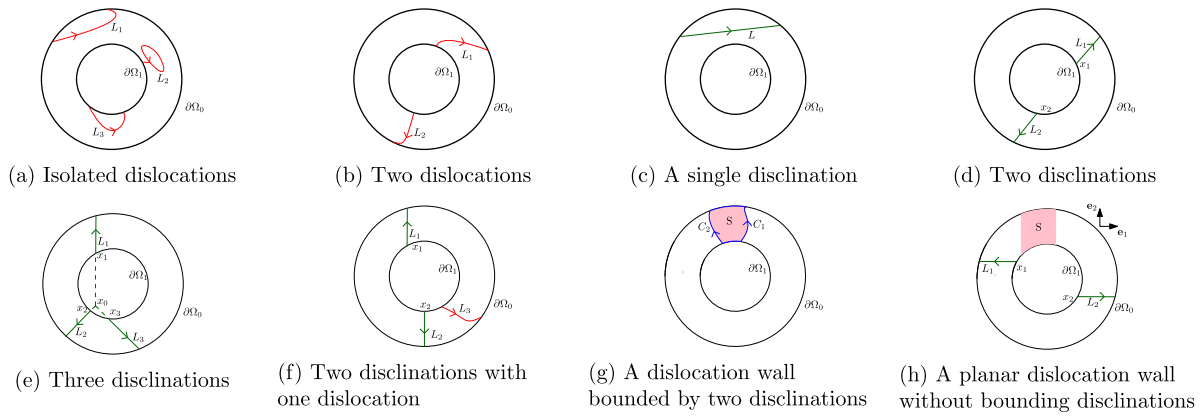 L₁
∂Ω₁
L₂
∂Ω₀
L₃
(a) Isolated dislocations
L₁
∂Ω₁
∂Ω₀
L₂
(b) Two dislocations
L
∂Ω₁
∂Ω₀
(c) A single disclination
L₁
x₁
∂Ω₁
x₂
∂Ω₀
L₂
(d) Two disclinations
L₁
x₁
∂Ω₁
x₀
x₂
x₃
∂Ω₀
L₂
L₃
(e) Three disclinations
L₁
x₁
∂Ω₁
x₂
L₃
∂Ω₀
L₂
(f) Two disclinations with
one dislocation
S
C₂
C₁
∂Ω₁
∂Ω₀
(g) A dislocation wall
bounded by two disclinations
e₂
S
e₁
L₁
x₁
∂Ω₁
x₂
L₂
∂Ω₀
(h) A planar dislocation wall
without bounding disclinations